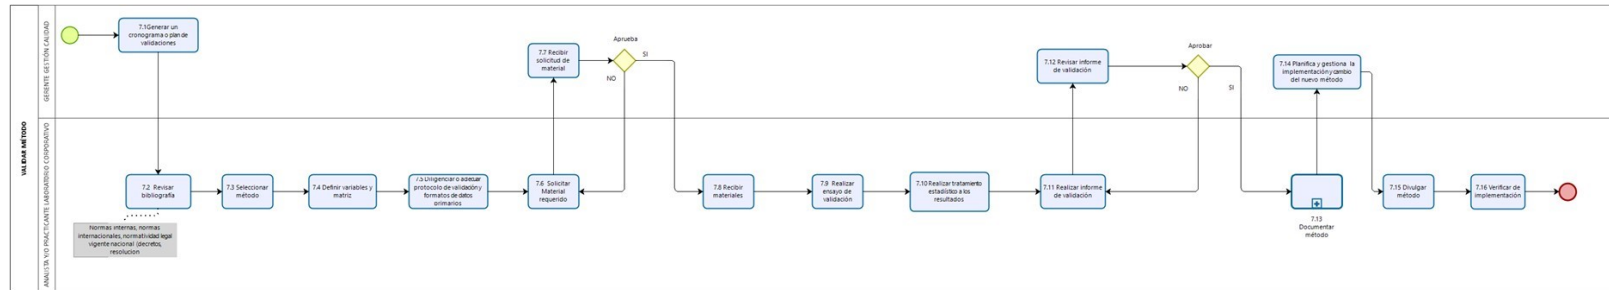 VALIDAR MÉTODO
GERENTE GESTIÓN CALIDAD
7.1Generar un
cronograma o plan de
validaciones
7.7 Recibir
solicitud de
material
Aprueba
SI
NO
7.12 Revisar informe
de validación
Aprobar
NO
SI
7.14 Planifica y gestiona la
implementación y cambio
del nuevo método
ANALISTA Y/O PRACTICANTE LABORATORIO CORPORATIVO
7.2 Revisar
bibliografía
Normas internas, normas
internacionales, normatividad legal
vigente nacional (decretos,
resolucion
7.3 Seleccionar
método
7.4 Definir variables y
matriz
7.5 Diligenciar o adecuar
protocolo de validación y
formatos de datos
primarios
7.6 Solicitar
Material
requerido
7.8 Recibir
materiales
7.9 Realizar
ensayo de
validación
7.10 Realizar tratamiento
estadístico a los
resultados
7.11 Realizar informe
de validación
7.13
Documentar
método
7.15 Divulgar
método
7.16 Verificar de
implementación